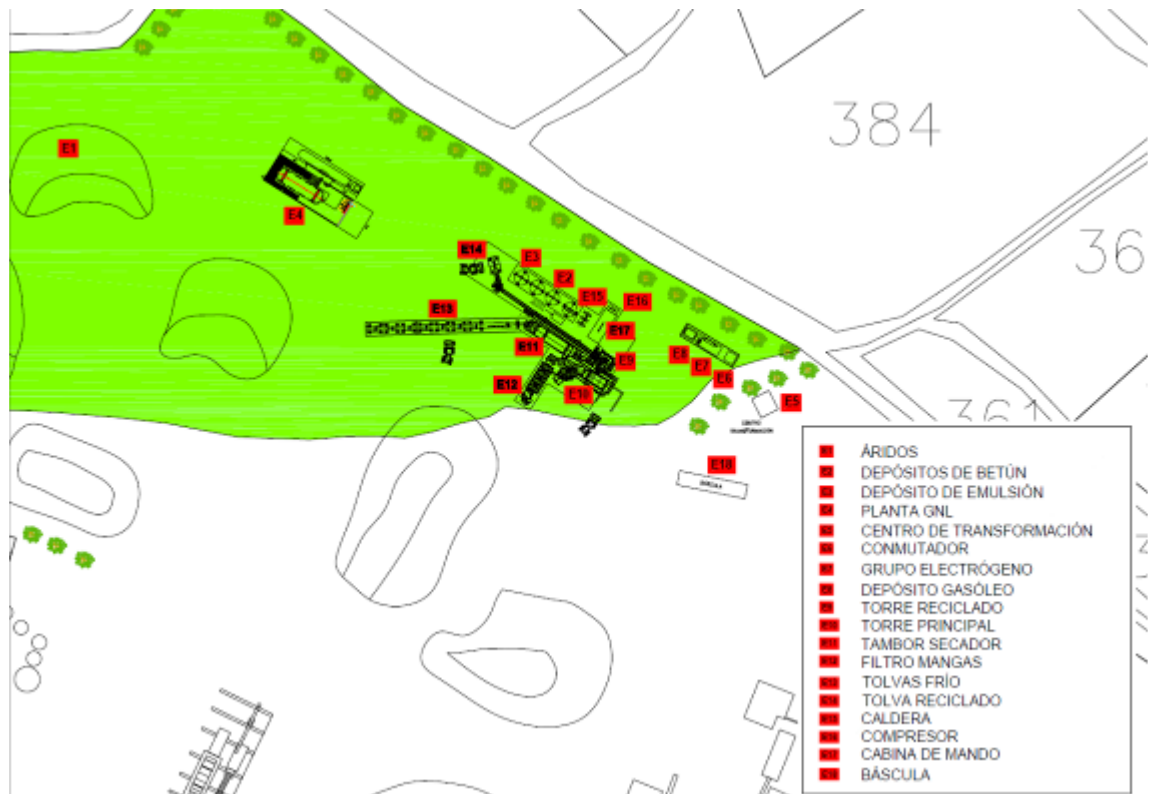 384
36
361
E1
E4
E14
E3
E2
E15
E16
E13
E17
E11
E9
E8
E7
E6
E12
E10
E5
CENTRO
TRANSFORMACIÓN
E18
BÁSCULA
E1 ÁRIDOS
E2 DEPÓSITOS DE BETÚN
E3 DEPÓSITO DE EMULSIÓN
E4 PLANTA GNL
E5 CENTRO DE TRANSFORMACIÓN
E6 CONMUTADOR
E7 GRUPO ELECTRÓGENO
E8 DEPÓSITO GASÓLEO
E9 TORRE RECICLADO
E10 TORRE PRINCIPAL
E11 TAMBOR SECADOR
E12 FILTRO MANGAS
E13 TOLVAS FRÍO
E14 TOLVA RECICLADO
E15 CALDERA
E16 COMPRESOR
E17 CABINA DE MANDO
E18 BÁSCULA